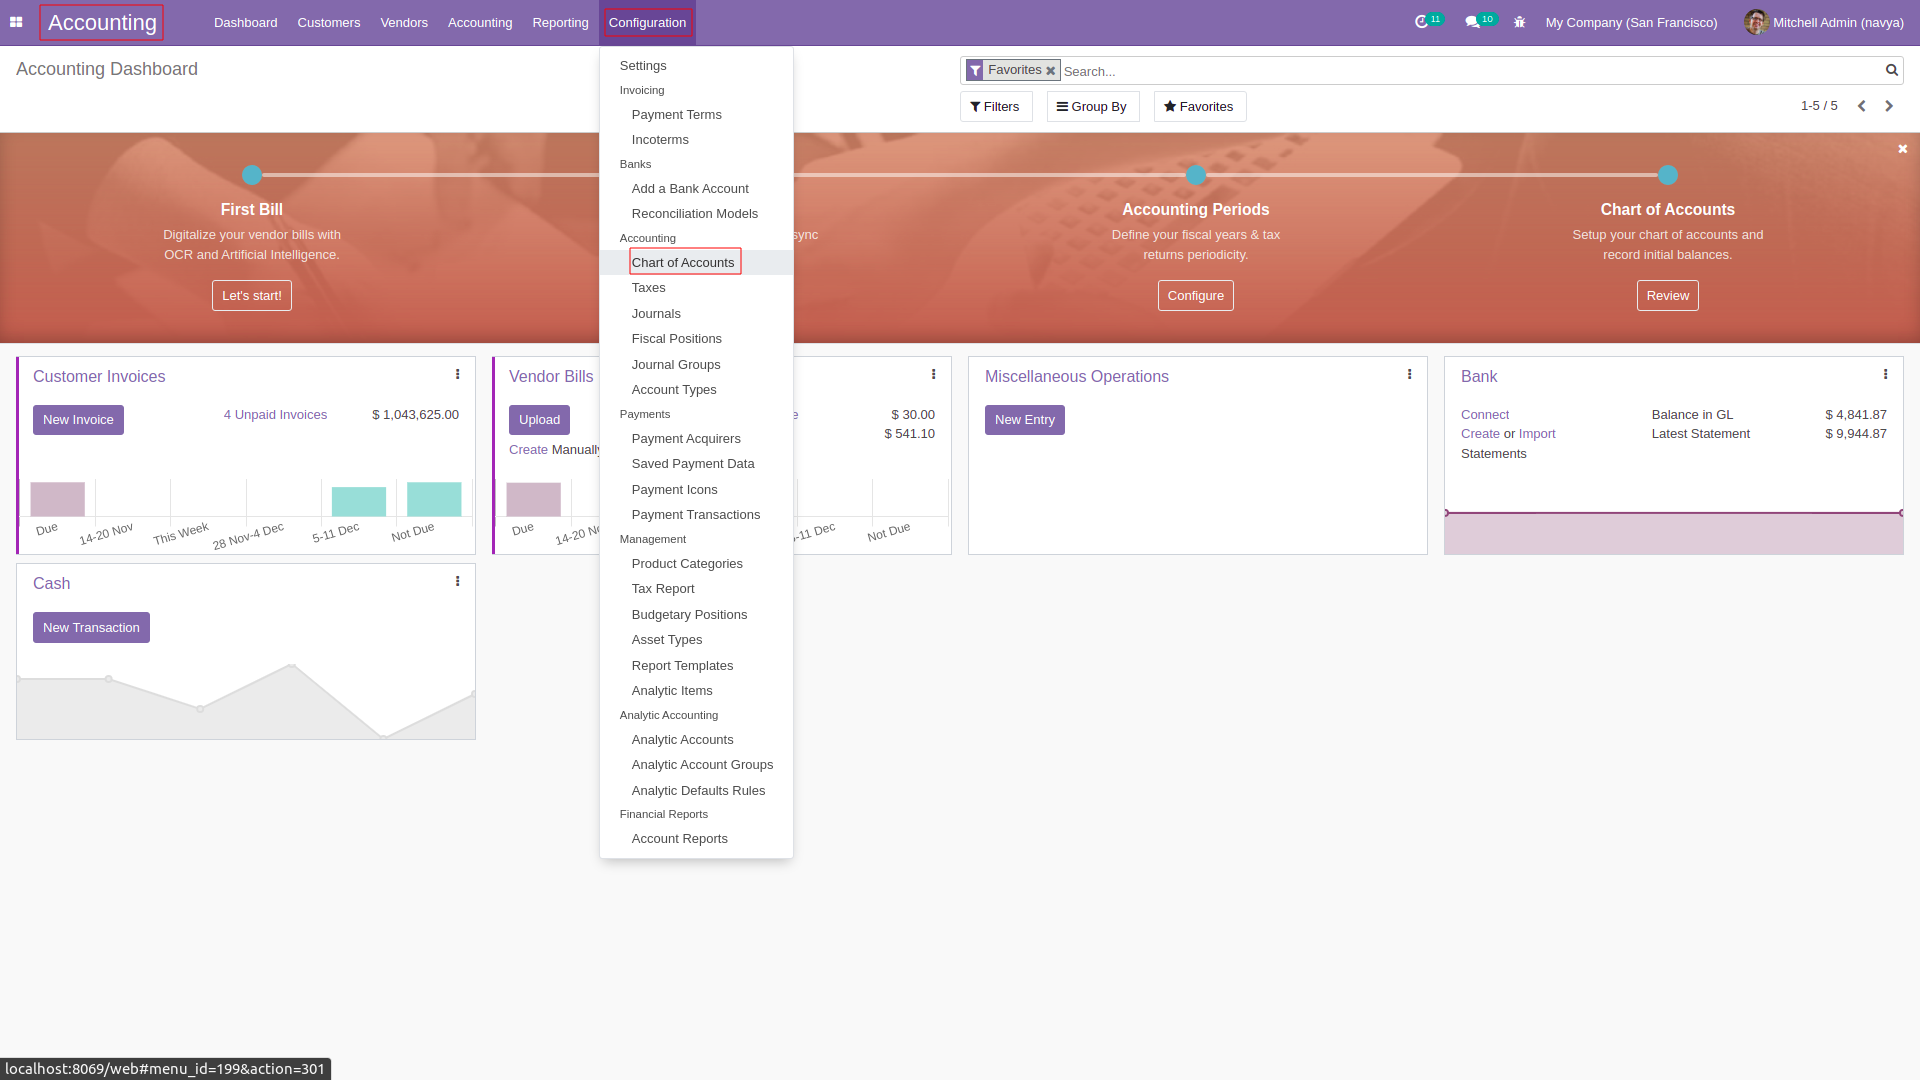 Accounting
Dashboard
Customers
Vendors
Accounting
Reporting
Configuration
11
10
My Company (San Francisco)
Mitchell Admin (navya)
Accounting Dashboard
Favorites
Search...
Filters
Group By
Favorites
1-5 / 5
Settings
Invoicing
Payment Terms
Incoterms
Banks
Add a Bank Account
Reconciliation Models
Accounting
Chart of Accounts
Taxes
Journals
Fiscal Positions
Journal Groups
Account Types
Payments
Payment Acquirers
Saved Payment Data
Payment Icons
Payment Transactions
Management
Product Categories
Tax Report
Budgetary Positions
Asset Types
Report Templates
Analytic Items
Analytic Accounting
Analytic Accounts
Analytic Account Groups
Analytic Defaults Rules
Financial Reports
Account Reports
First Bill
Digitalize your vendor bills with
OCR and Artificial Intelligence.
Let's start!
sync
Accounting Periods
Define your fiscal years & tax
returns periodicity.
Configure
Chart of Accounts
Setup your chart of accounts and
record initial balances.
Review
Customer Invoices
New Invoice
4 Unpaid Invoices
$ 1,043,625.00
Due
14-20 Nov
This Week
28 Nov-4 Dec
5-11 Dec
Not Due
Vendor Bills
Upload
Create Manually
$ 30.00
$ 541.10
Due
14-20 No
-11 Dec
Not Due
Miscellaneous Operations
New Entry
Bank
Connect
Create or Import
Statements
Balance in GL
$ 4,841.87
Latest Statement
$ 9,944.87
Cash
New Transaction
localhost:8069/web#menu_id=199&action=301